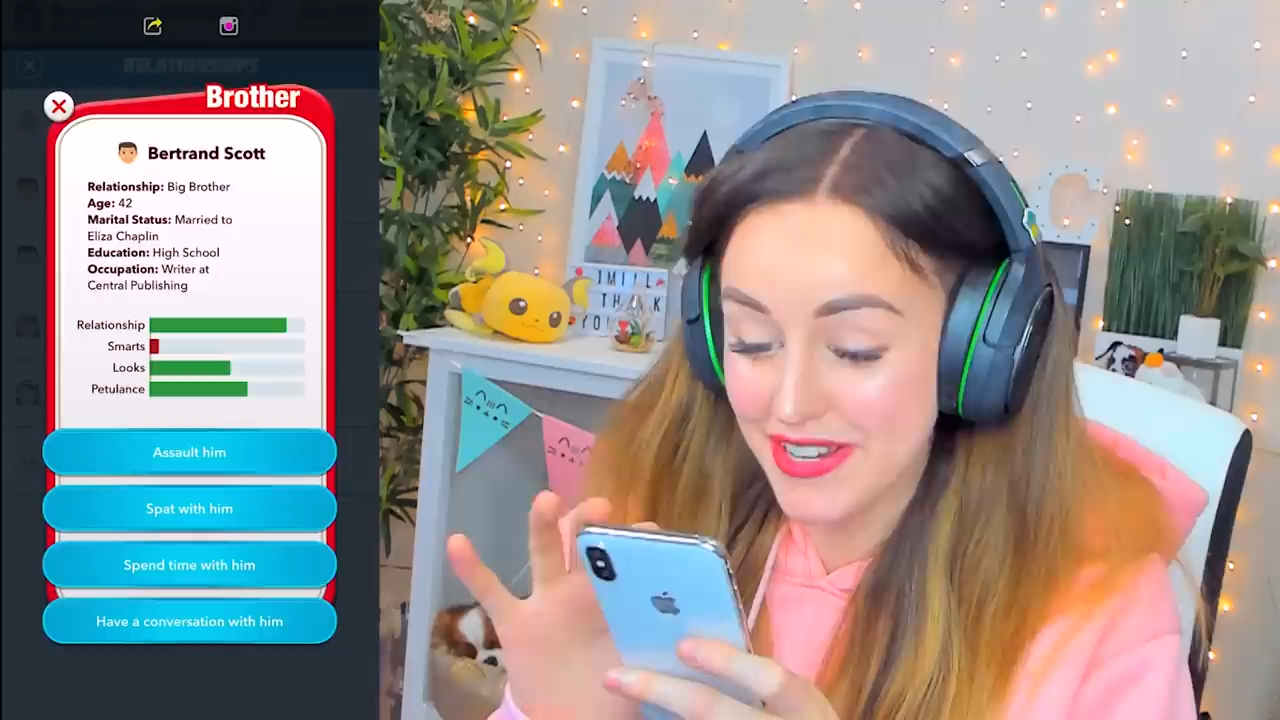 RELATIONSHIPS
Brother
Bertrand Scott
Relationship: Big Brother
Age: 42
Marital Status: Married to
Eliza Chaplin
Education: High School
Occupation: Writer at
Central Publishing
Relationship
Smarts
Looks
Petulance
Assault him
Spat with him
Spend time with him
Have a conversation with him
1MILL
THANK
YOU
C